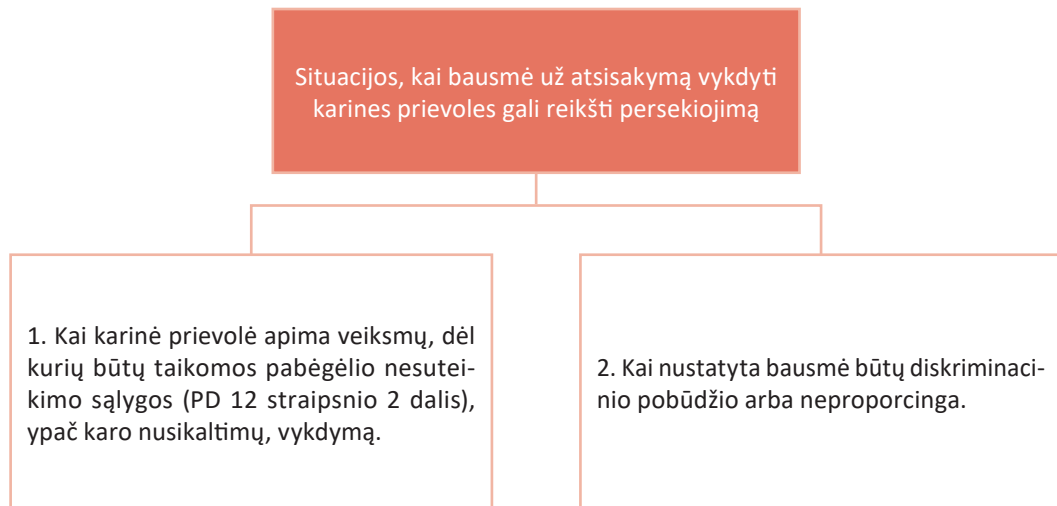 Situacijos, kai bausmė už atsisakymą vykdyti
karines prievoles gali reikšti persekiojimą
1. Kai karinė prievolė apima veiksmų, dėl
kurių būtų taikomos pabėgėlio nesutei-
kimo sąlygos (PD 12 straipsnio 2 dalis),
ypač karo nusikaltimų, vykdymą.
2. Kai nustatyta bausmė būtų diskriminaci-
nio pobūdžio arba neproporcinga.